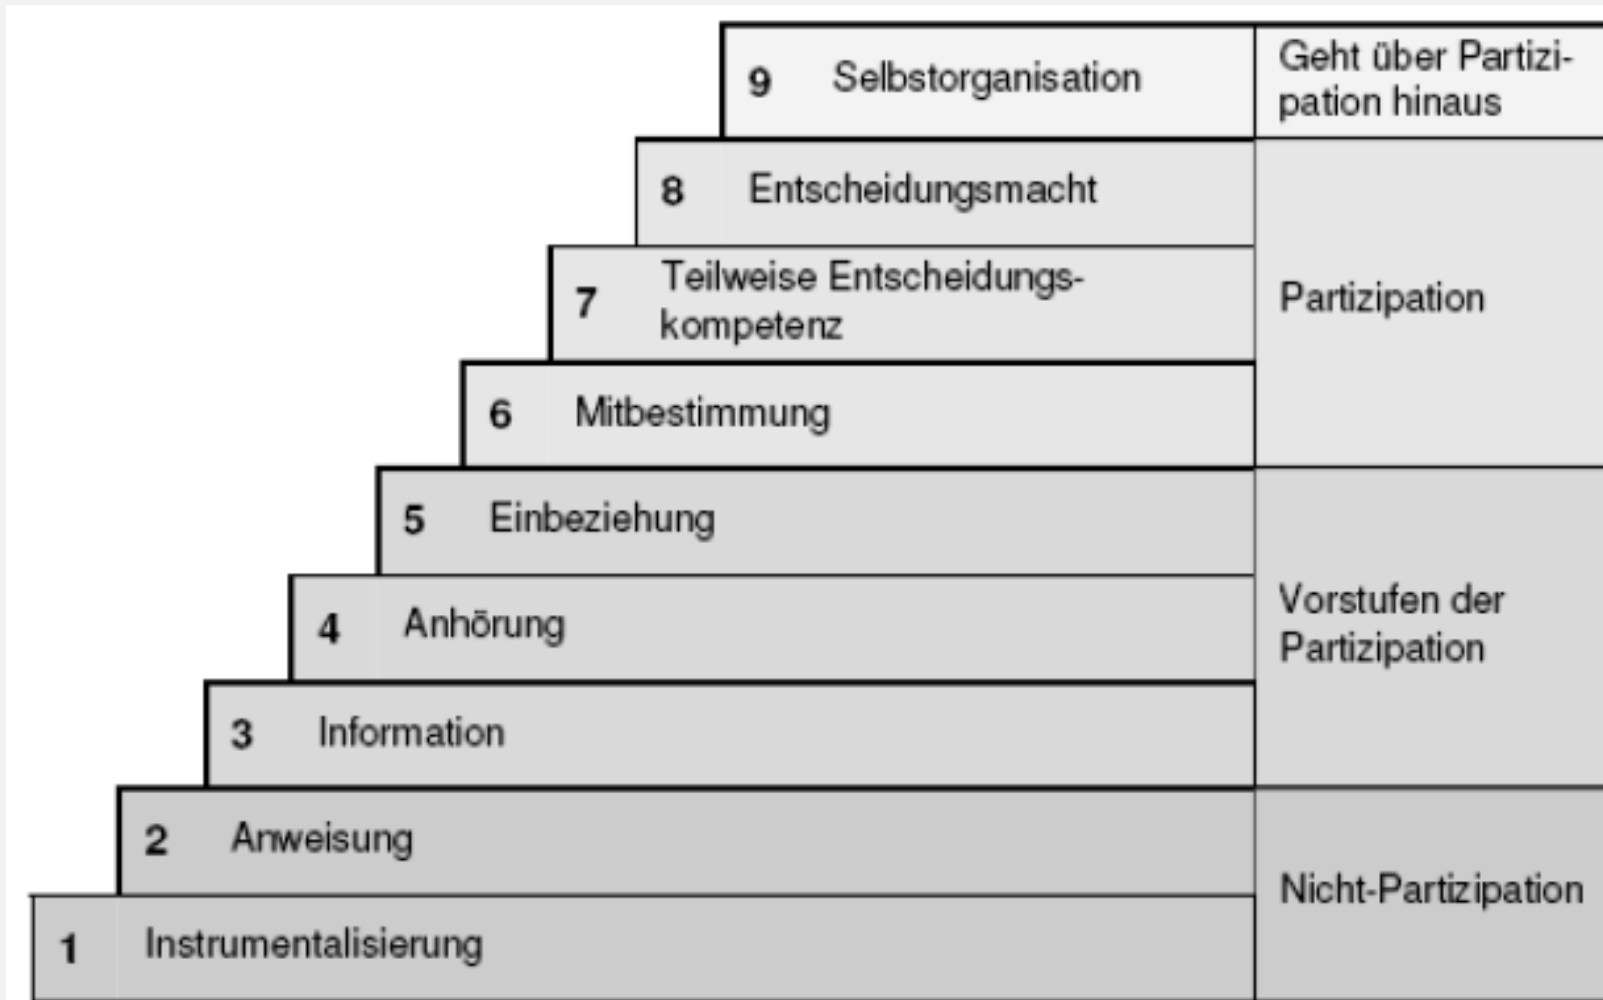 9 Selbstorganisation
Geht über Partizi-
pation hinaus
8 Entscheidungsmacht
7 Teilweise Entscheidungs-
kompetenz
6 Mitbestimmung
Partizipation
5 Einbeziehung
4 Anhörung
3 Information
Vorstufen der
Partizipation
2 Anweisung
1 Instrumentalisierung
Nicht-Partizipation